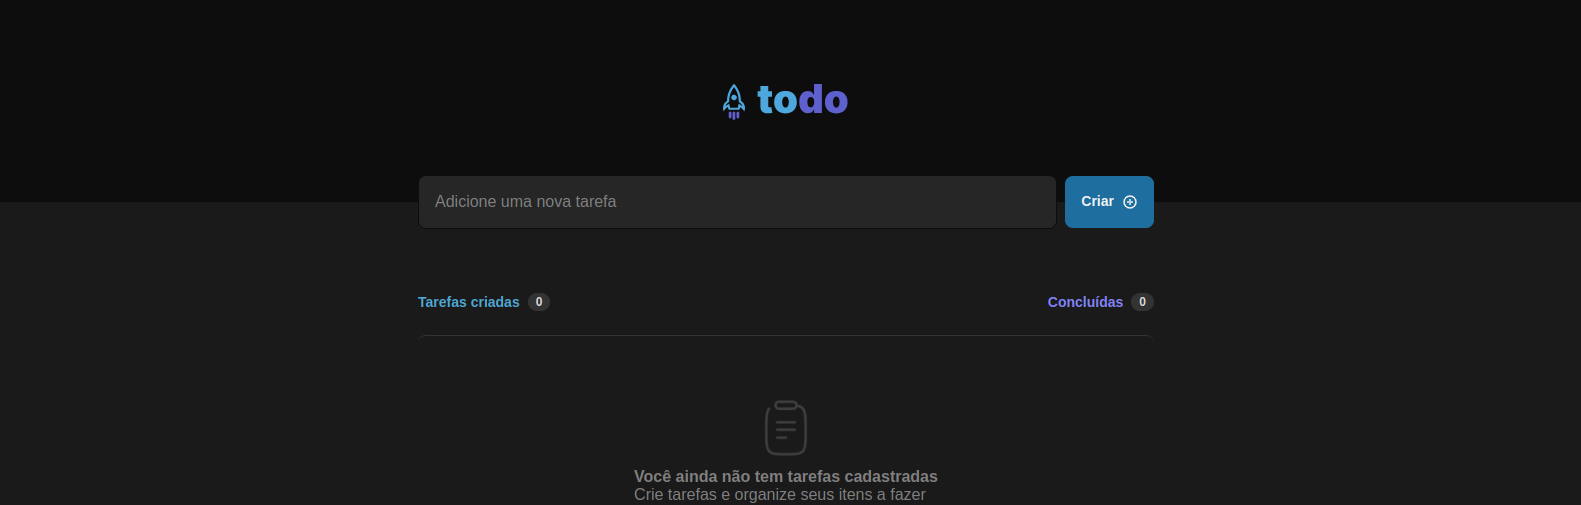 todo
Adicione uma nova tarefa
Criar
Tarefas criadas 0
Concluídas 0
Você ainda não tem tarefas cadastradas
Crie tarefas e organize seus itens a fazer